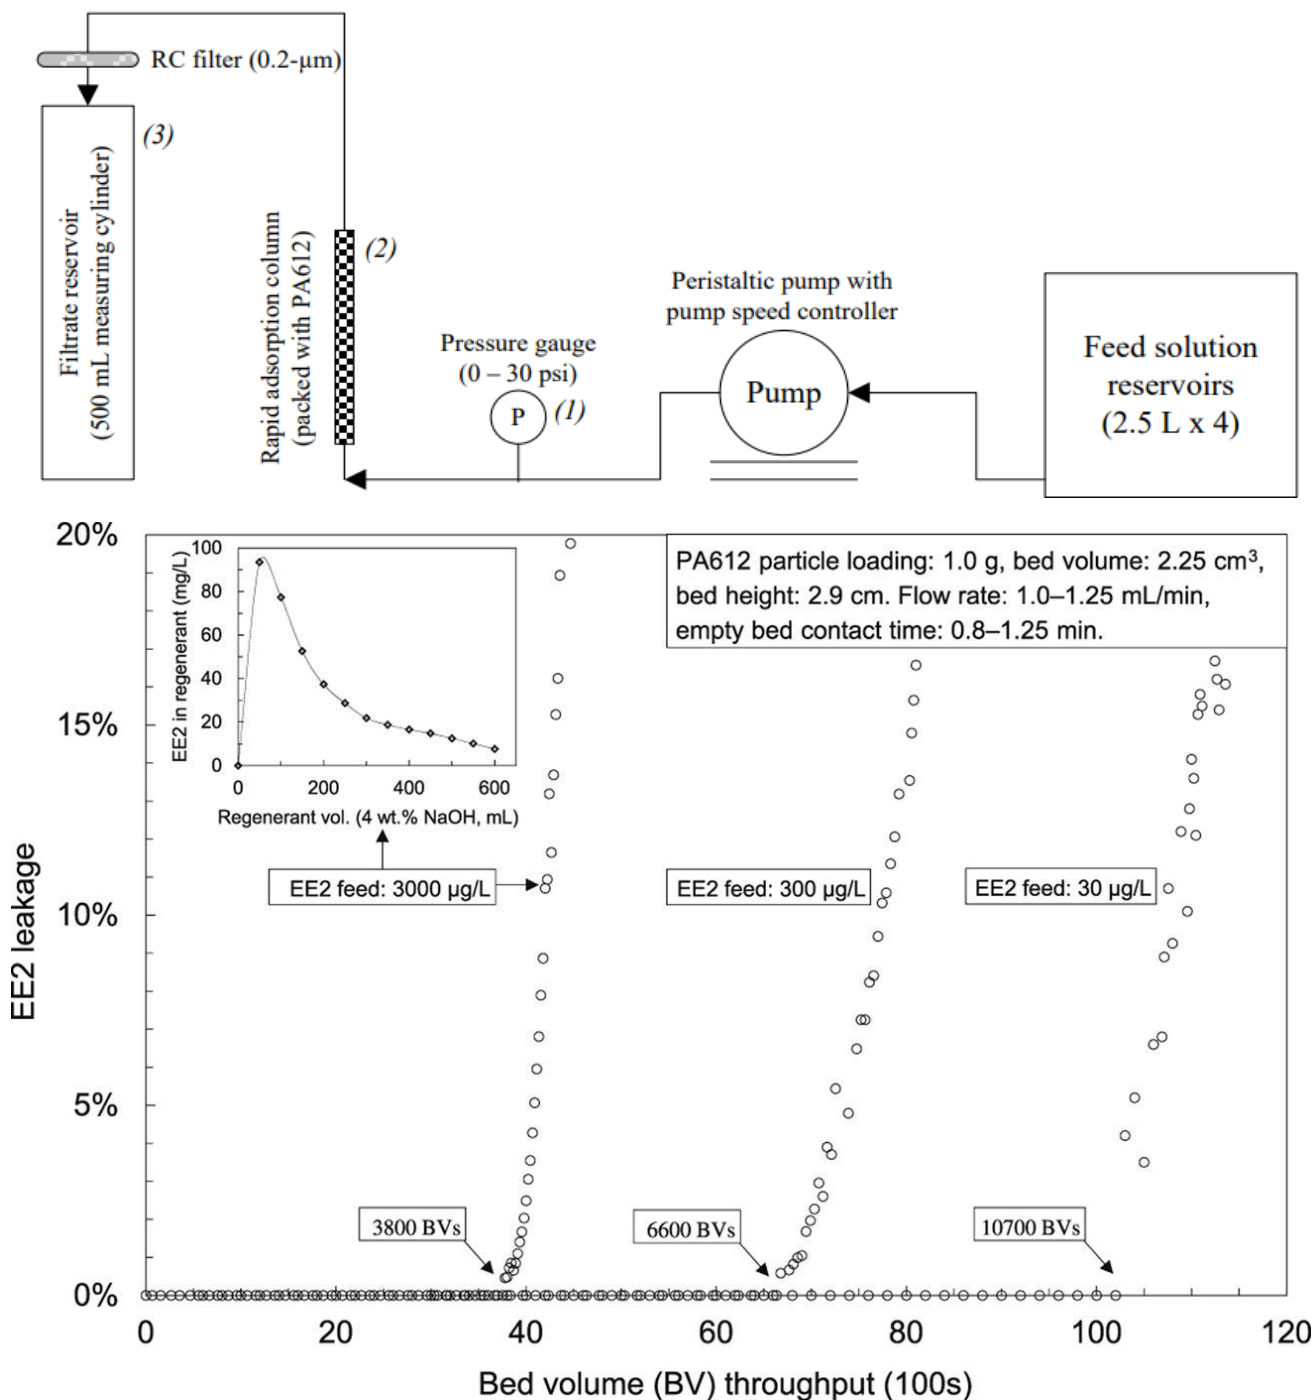 RC filter (0.2-μm)
(3)
Filtrate reservoir
(500 mL measuring cylinder)
Rapid adsorption column
(packed with PA612)
(2)
Pressure gauge
(0 – 30 psi)
P
(1)
Peristaltic pump with
pump speed controller
Pump
Feed solution
reservoirs
(2.5 L x 4)
20%
15%
10%
5%
0%
EE2 leakage
100
80
60
40
20
0
EE2 in regenerant (mg/L)
0 200 400 600
Regenerant vol. (4 wt.% NaOH, mL)
PA612 particle loading: 1.0 g, bed volume: 2.25 cm³,
bed height: 2.9 cm. Flow rate: 1.0–1.25 mL/min,
empty bed contact time: 0.8–1.25 min.
EE2 feed: 3000 μg/L
EE2 feed: 300 μg/L
EE2 feed: 30 μg/L
3800 BVs
6600 BVs
10700 BVs
0 20 40 60 80 100 120
Bed volume (BV) throughput (100s)